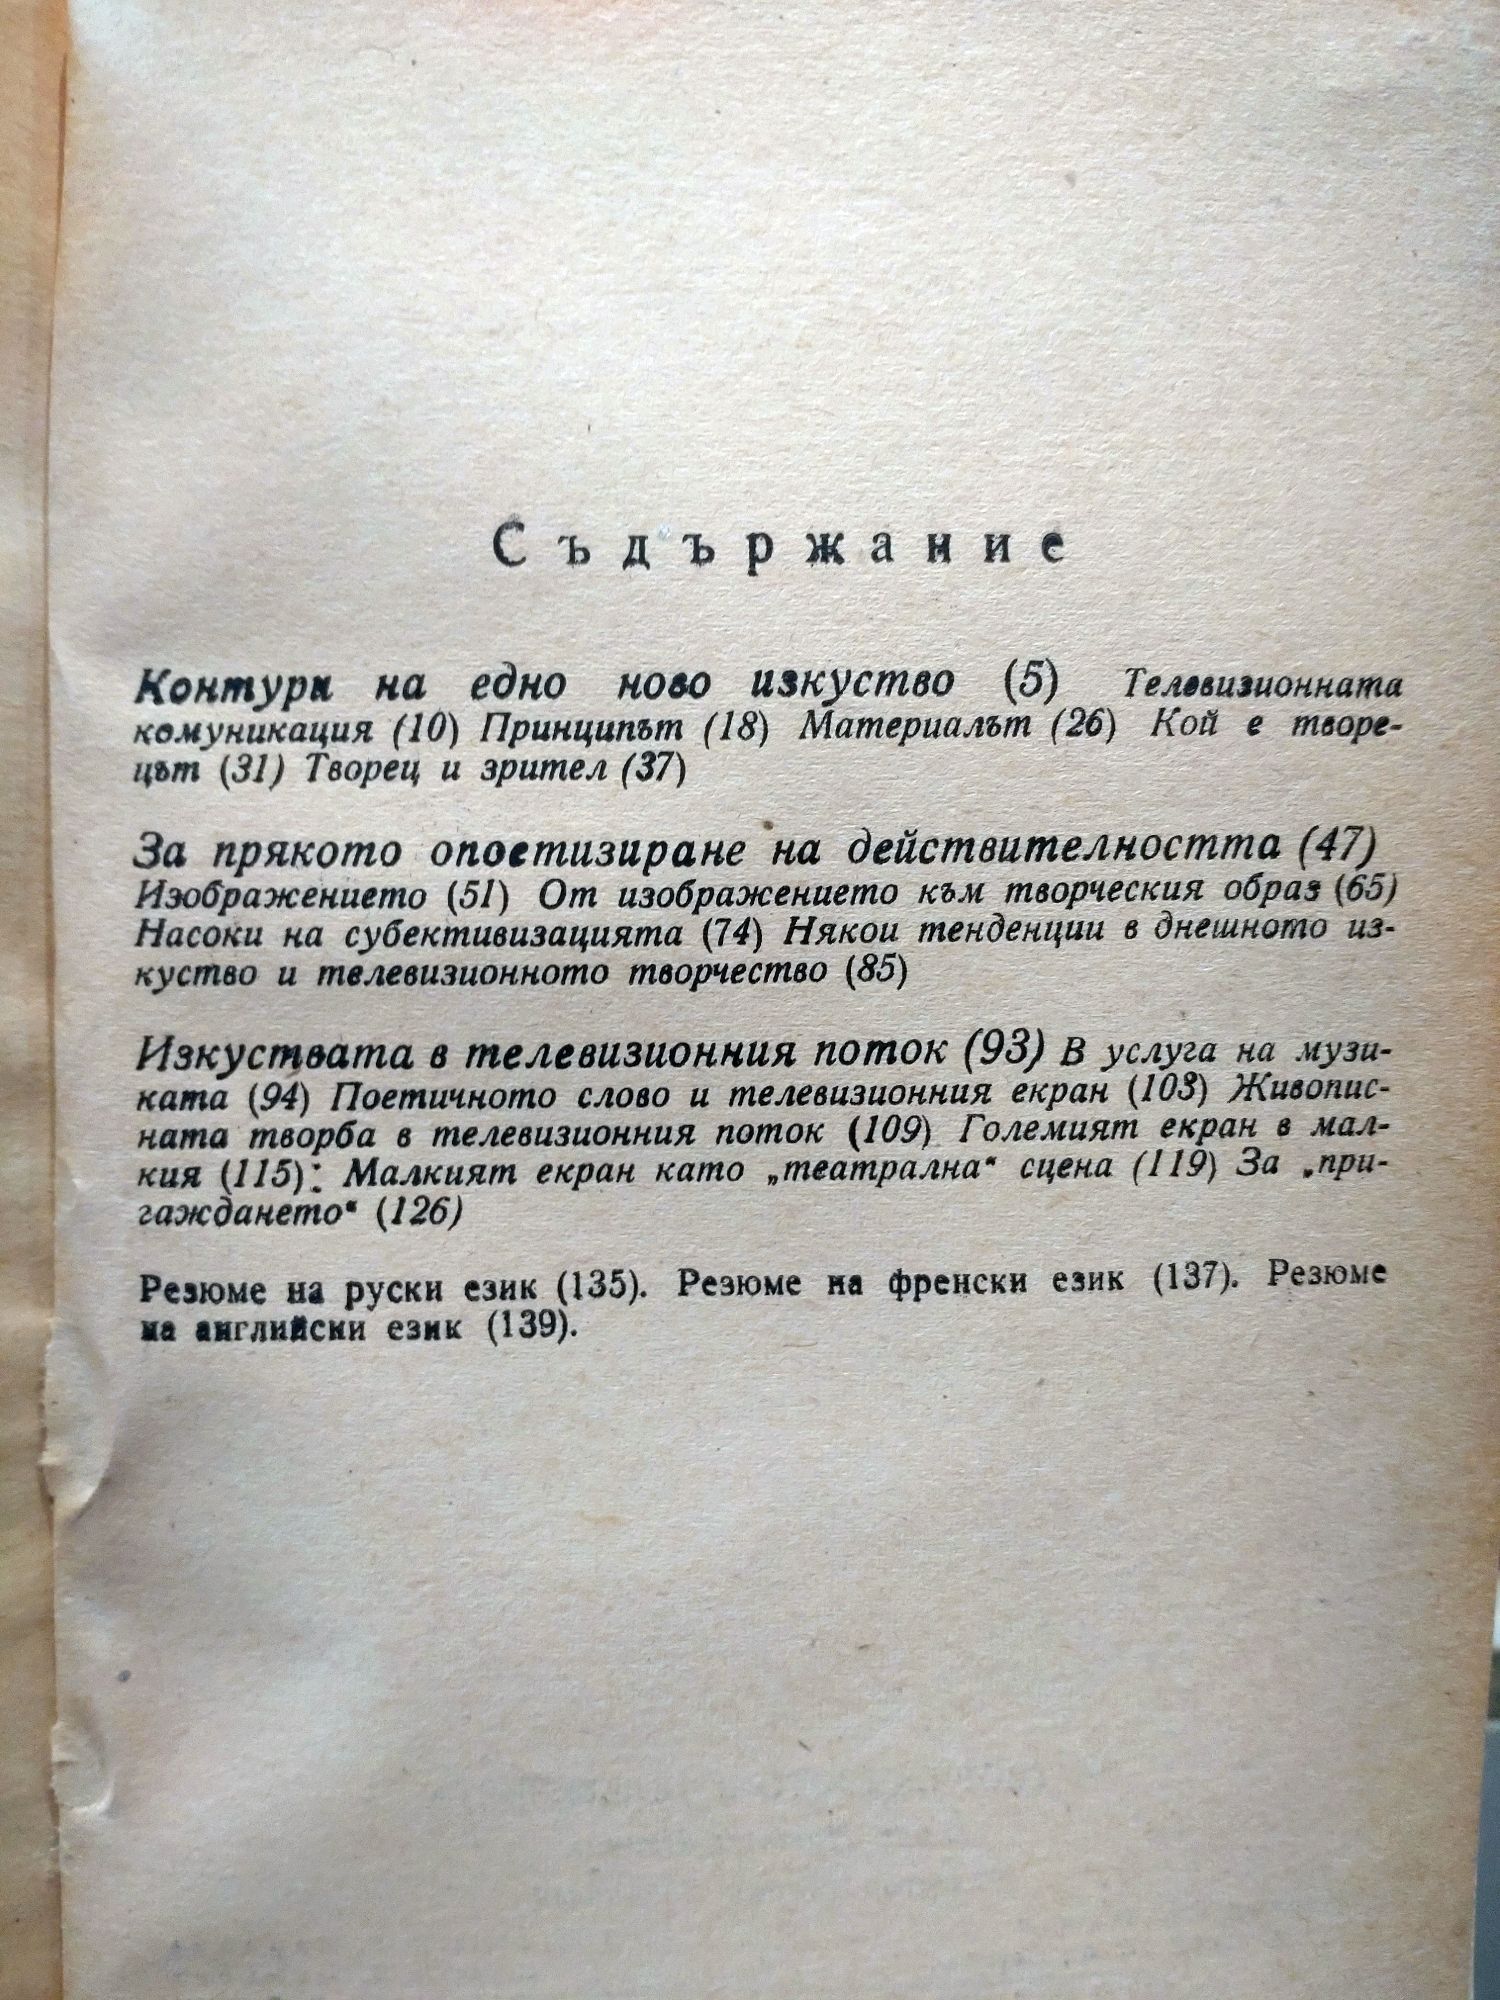 Съдържание
Контури на едно ново изкуство (5) Телевизионната
комуникация (10) Принципът (18) Материалът (26) Кой е творе-
цът (31) Творец и зрител (37)
За прякото опоетизиране на действителността (47)
Изображението (51) От изображението към творческия образ (65)
Насоки на субективизацията (74) Някои тенденции в днешното из-
куство и телевизионното творчество (85)
Изкуствата в телевизионния поток (93) В услуга на музи-
ката (94) Поетичното слово и телевизионния екран (103) Живопис-
ната творба в телевизионния поток (109) Големият екран в мал-
кия (115): Малкият екран като „театрална“ сцена (119) За „при-
гаждането“ (126)
Резюме на руски език (135). Резюме на френски език (137). Резюме
на английски език (139).